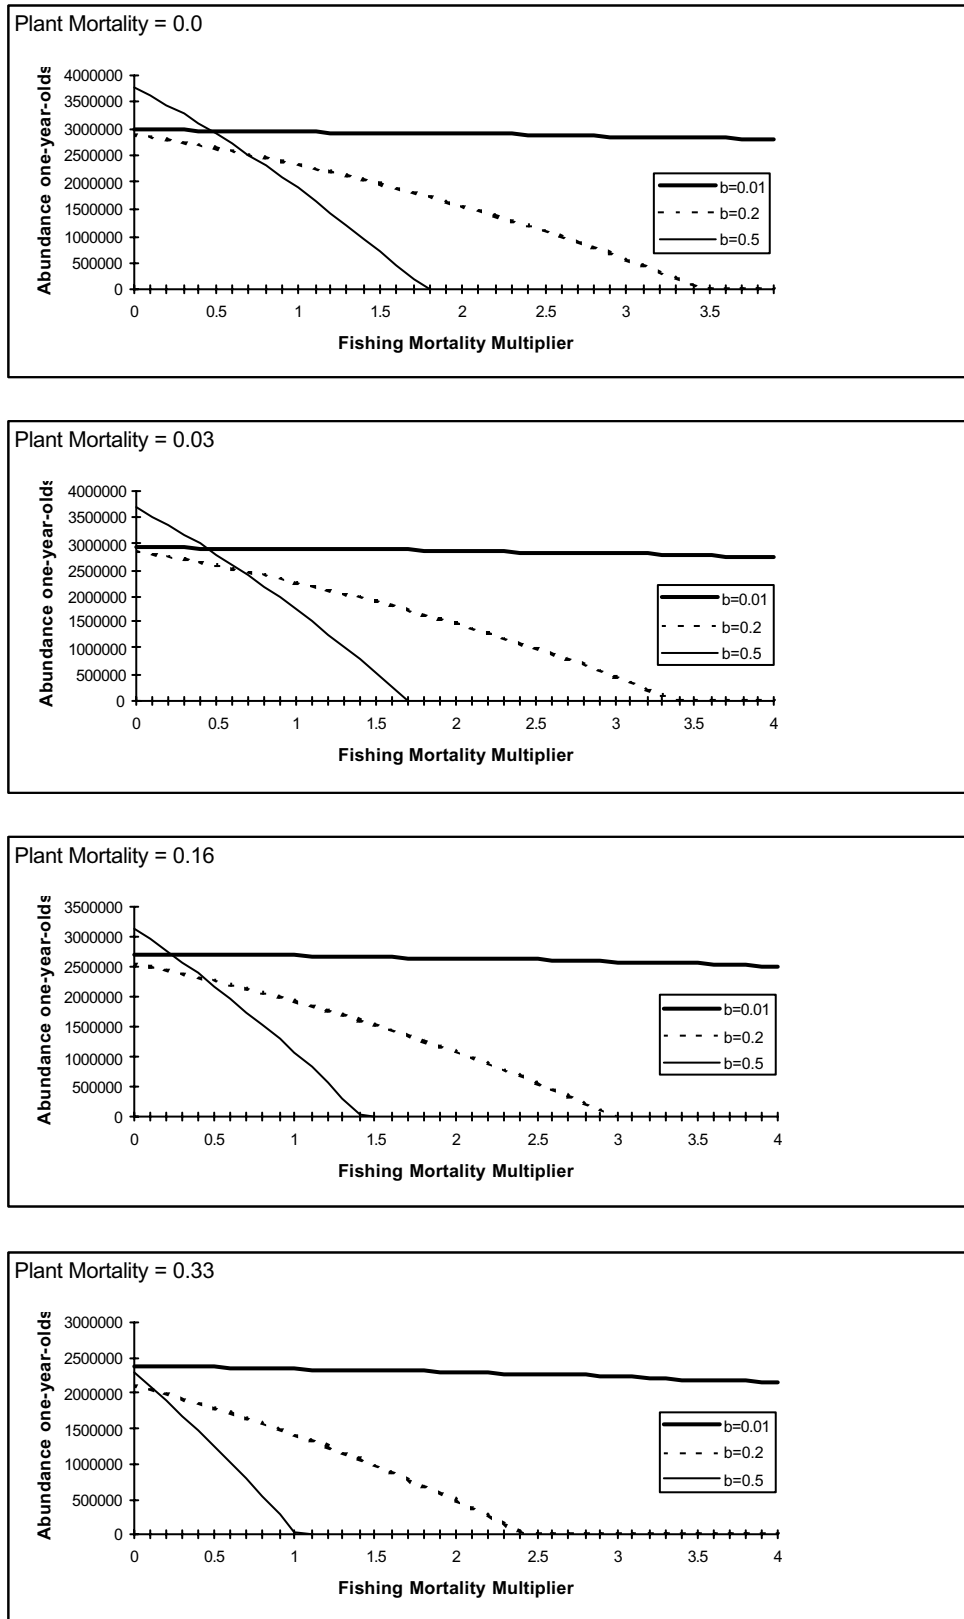 Plant Mortality = 0.0
Abundance one-year-olds
4000000
3500000
3000000
2500000
2000000
1500000
1000000
500000
0
0 0.5 1 1.5 2 2.5 3 3.5
Fishing Mortality Multiplier
b=0.01
b=0.2
b=0.5
Plant Mortality = 0.03
Abundance one-year-olds
4000000
3500000
3000000
2500000
2000000
1500000
1000000
500000
0
0 0.5 1 1.5 2 2.5 3 3.5 4
Fishing Mortality Multiplier
b=0.01
b=0.2
b=0.5
Plant Mortality = 0.16
Abundance one-year-olds
3500000
3000000
2500000
2000000
1500000
1000000
500000
0
0 0.5 1 1.5 2 2.5 3 3.5 4
Fishing Mortality Multiplier
b=0.01
b=0.2
b=0.5
Plant Mortality = 0.33
Abundance one-year-olds
3000000
2500000
2000000
1500000
1000000
500000
0
0 0.5 1 1.5 2 2.5 3 3.5 4
Fishing Mortality Multiplier
b=0.01
b=0.2
b=0.5